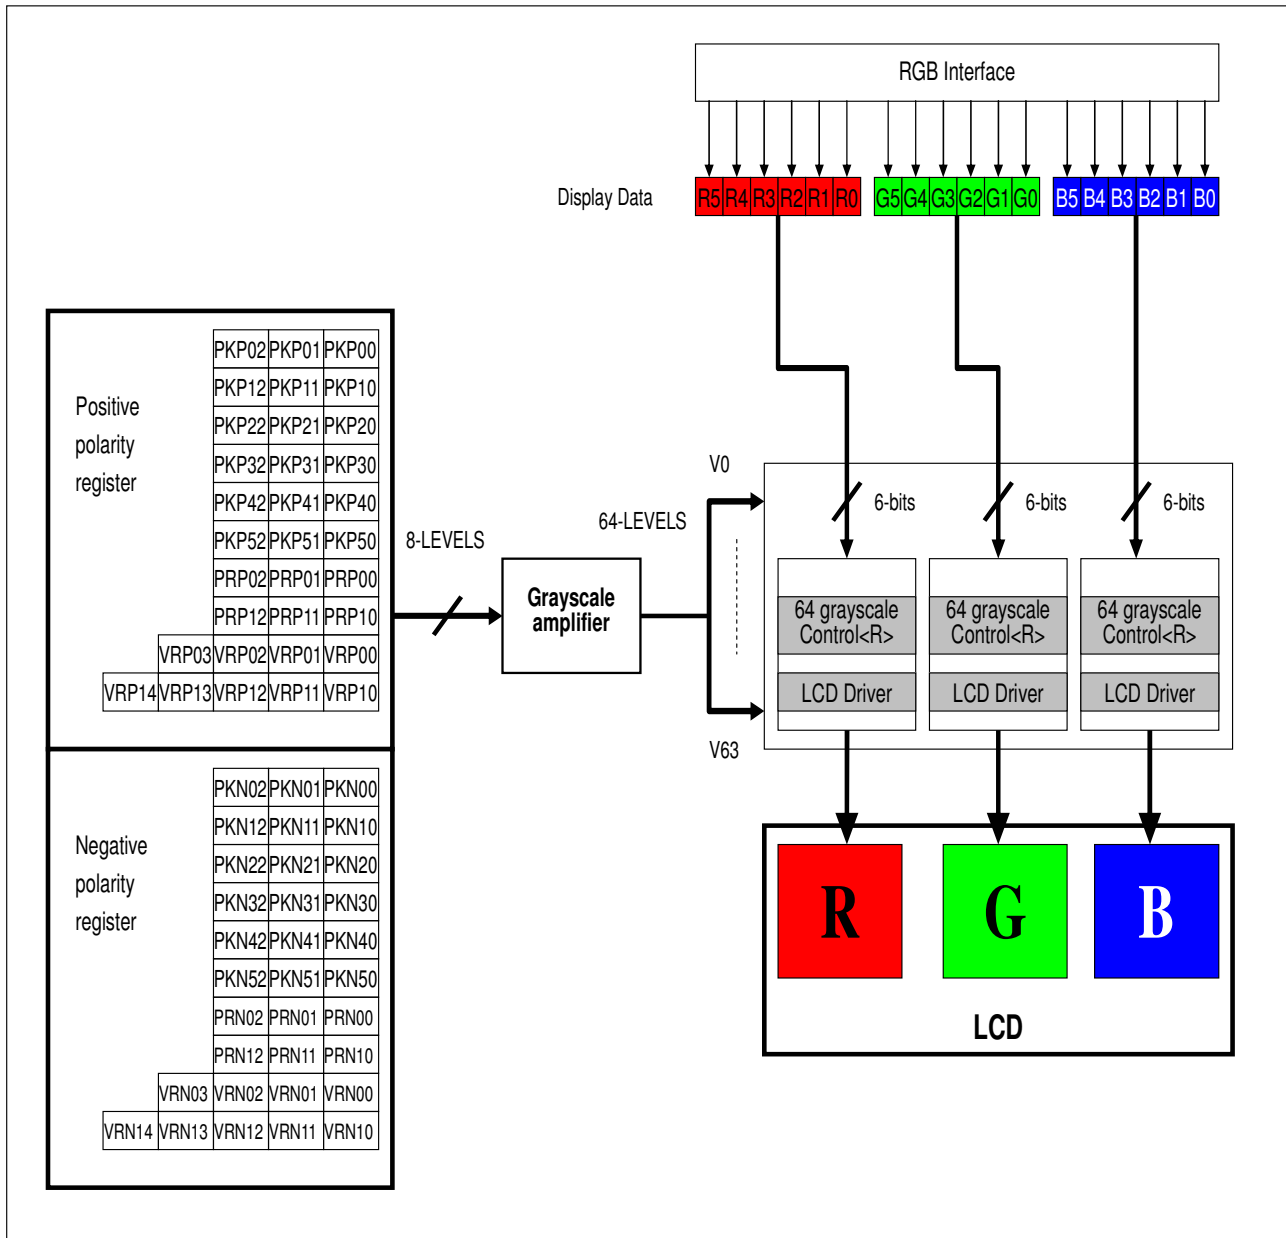 RGB Interface
Display Data
R5 R4 R3 R2 R1 R0 G5 G4 G3 G2 G1 G0 B5 B4 B3 B2 B1 B0
Positive
polarity
register
PKP02 PKP01 PKP00
PKP12 PKP11 PKP10
PKP22 PKP21 PKP20
PKP32 PKP31 PKP30
PKP42 PKP41 PKP40
PKP52 PKP51 PKP50
PRP02 PRP01 PRP00
PRP12 PRP11 PRP10
VRP03 VRP02 VRP01 VRP00
VRP14 VRP13 VRP12 VRP11 VRP10
8-LEVELS
Grayscale
amplifier
64-LEVELS
V0
V63
6-bits
6-bits
6-bits
64 grayscale
Control<R>
LCD Driver
64 grayscale
Control<R>
LCD Driver
64 grayscale
Control<R>
LCD Driver
Negative
polarity
register
PKN02 PKN01 PKN00
PKN12 PKN11 PKN10
PKN22 PKN21 PKN20
PKN32 PKN31 PKN30
PKN42 PKN41 PKN40
PKN52 PKN51 PKN50
PRN02 PRN01 PRN00
PRN12 PRN11 PRN10
VRN03 VRN02 VRN01 VRN00
VRN14 VRN13 VRN12 VRN11 VRN10
R G B
LCD